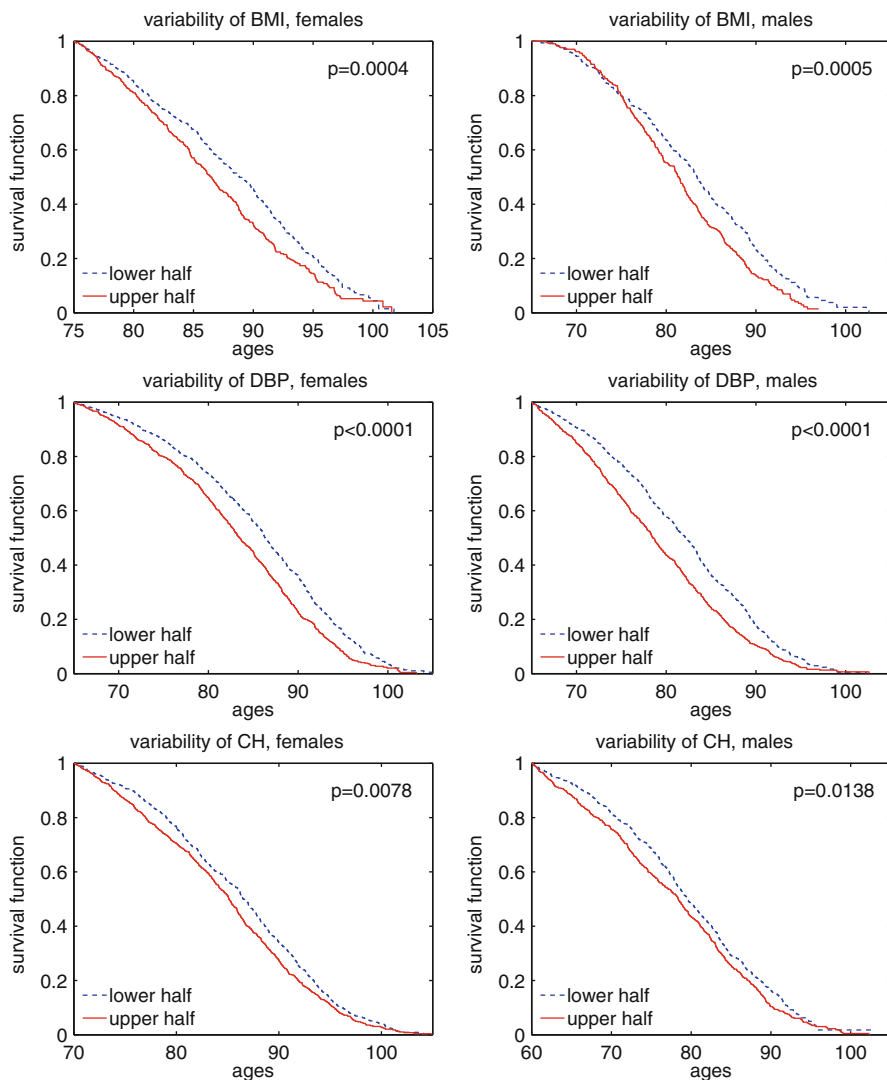 variability of BMI, females
1
0.8
0.6
0.4
0.2
0
survival function
p=0.0004
lower half
upper half
75 80 85 90 95 100 105
ages
variability of BMI, males
1
0.8
0.6
0.4
0.2
0
survival function
p=0.0005
lower half
upper half
70 80 90 100
ages
variability of DBP, females
1
0.8
0.6
0.4
0.2
0
survival function
p<0.0001
lower half
upper half
70 80 90 100
ages
variability of DBP, males
1
0.8
0.6
0.4
0.2
0
survival function
p<0.0001
lower half
upper half
70 80 90 100
ages
variability of CH, females
1
0.8
0.6
0.4
0.2
0
survival function
p=0.0078
lower half
upper half
70 80 90 100
ages
variability of CH, males
1
0.8
0.6
0.4
0.2
0
survival function
p=0.0138
lower half
upper half
60 70 80 90 100
ages